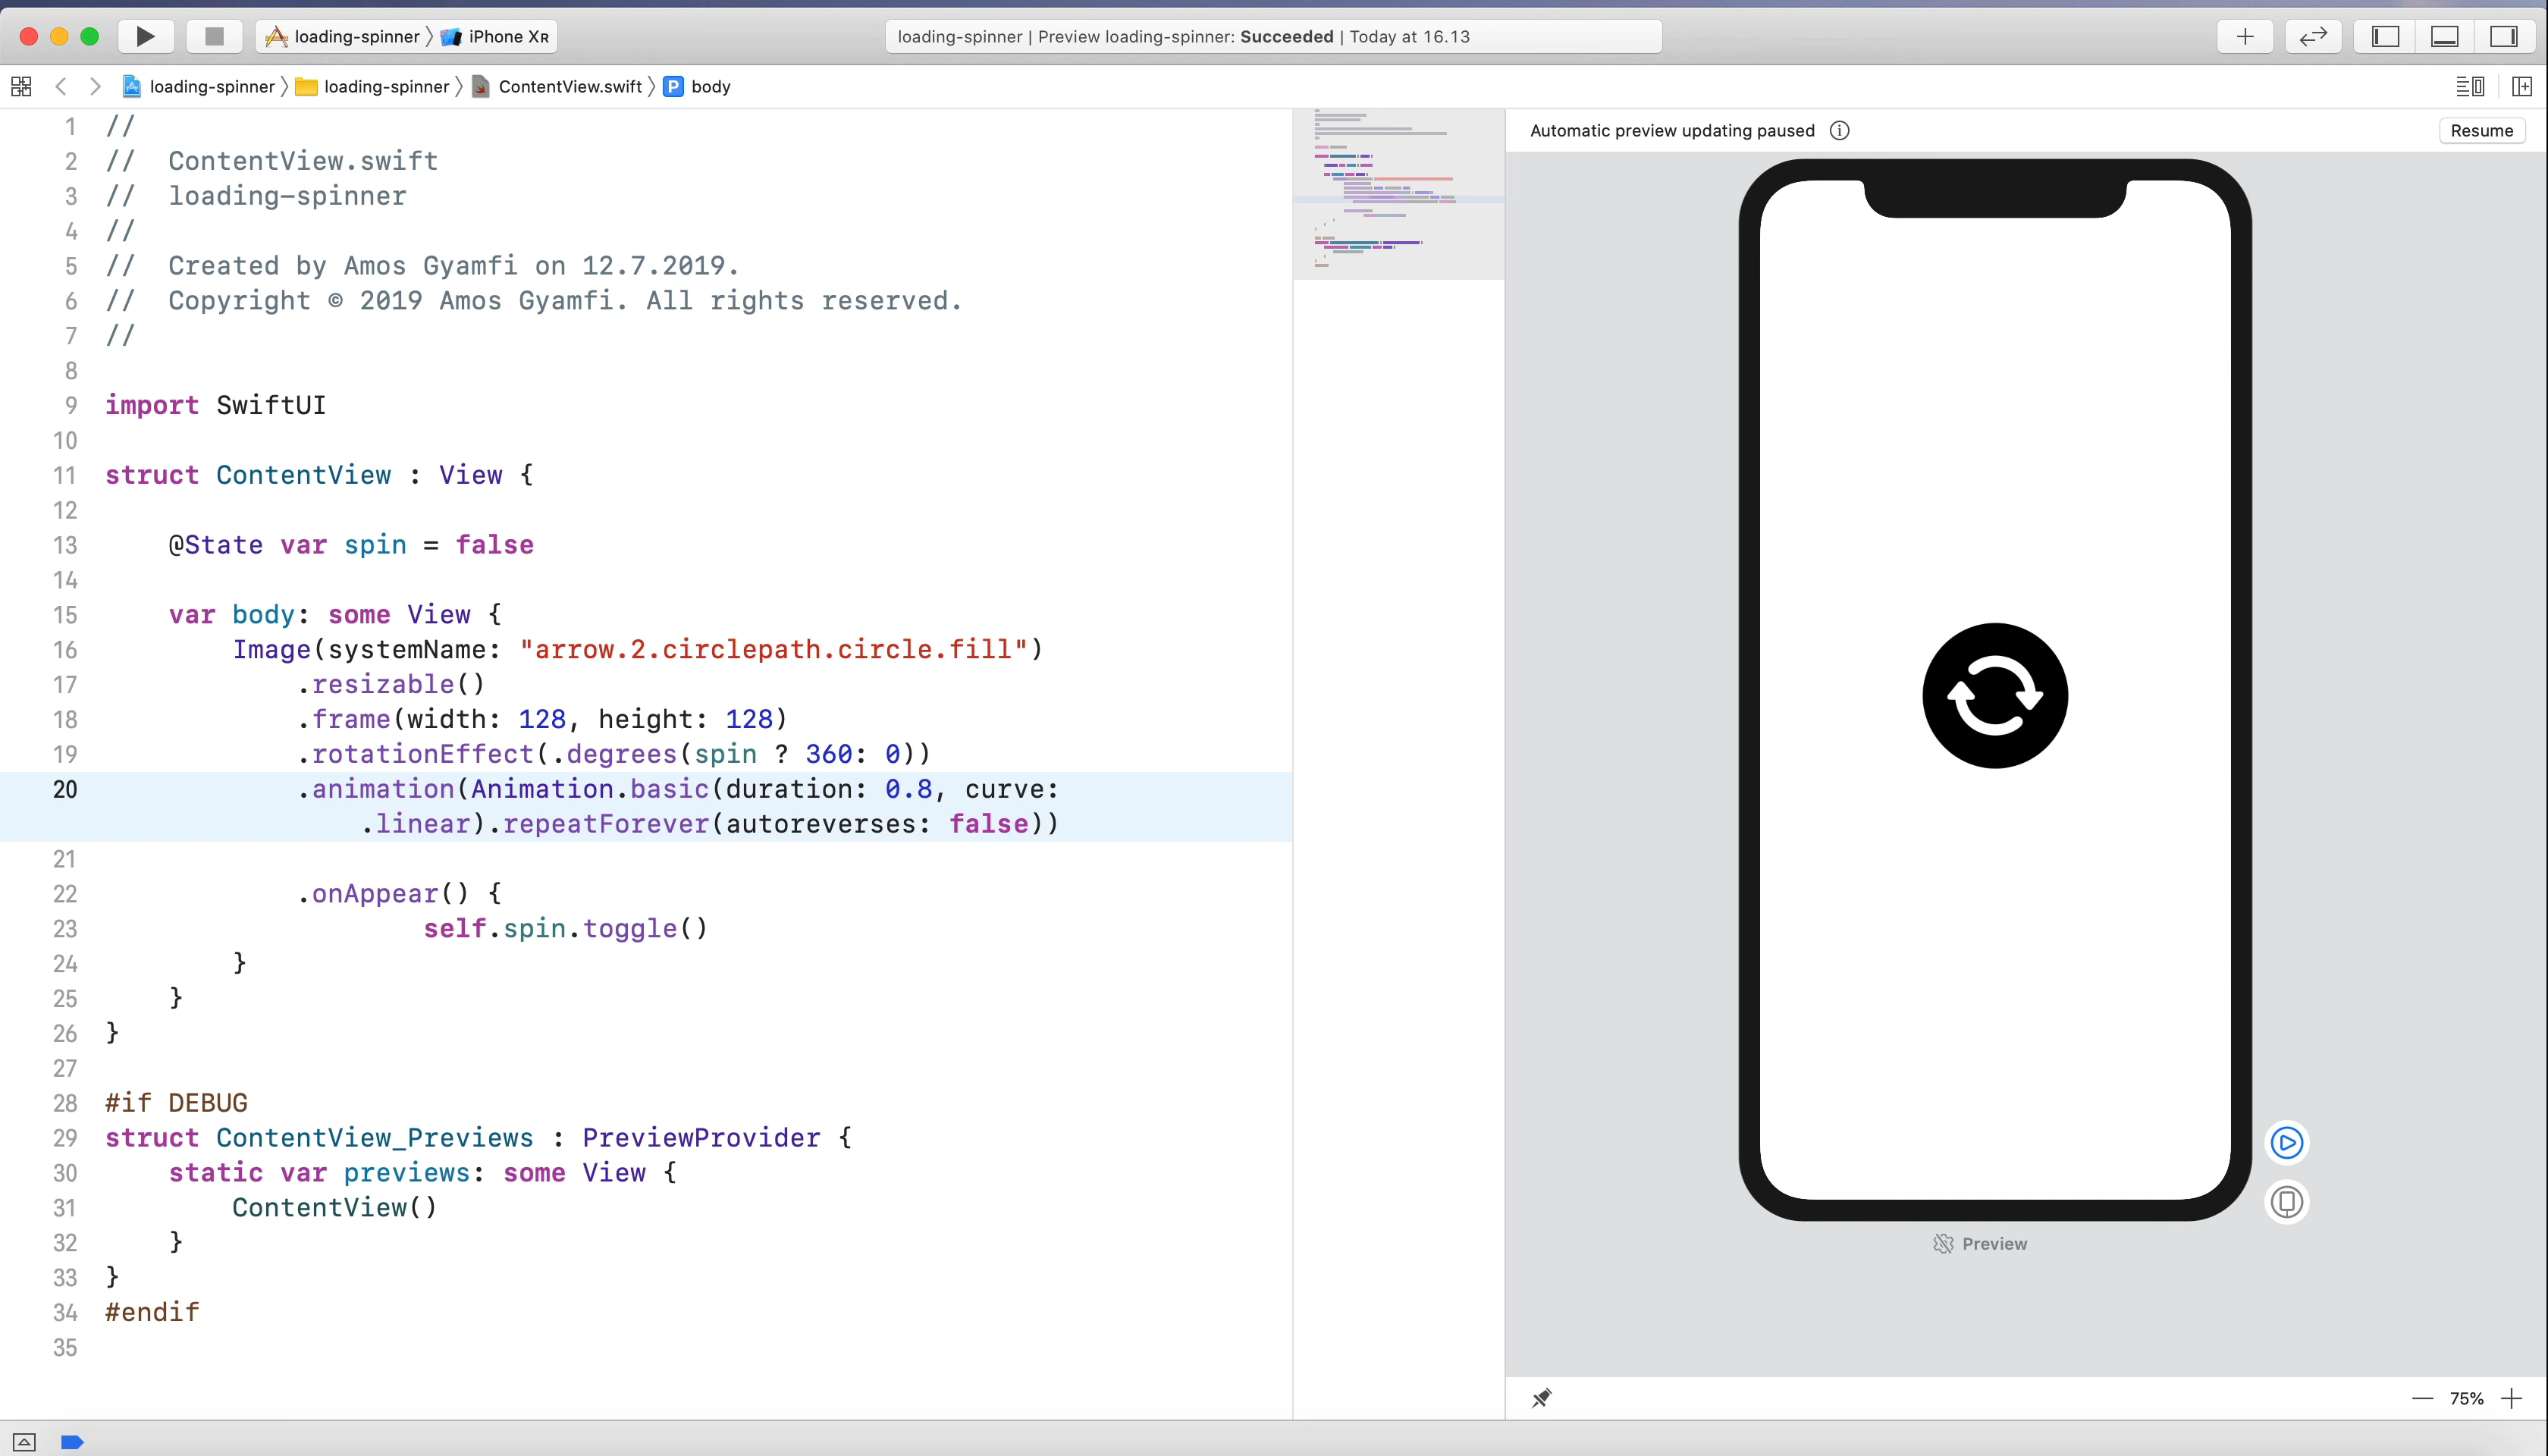 loading-spinner iPhone XR
loading-spinner | Preview loading-spinner: Succeeded | Today at 16.13
loading-spinner loading-spinner ContentView.swift P body
1 //
2 //  ContentView.swift
3 //  loading-spinner
4 //
5 //  Created by Amos Gyamfi on 12.7.2019.
6 //  Copyright © 2019 Amos Gyamfi. All rights reserved.
7 //
8
9 import SwiftUI
10
11 struct ContentView : View {
12
13     @State var spin = false
14
15     var body: some View {
16         Image(systemName: "arrow.2.circlepath.circle.fill")
17             .resizable()
18             .frame(width: 128, height: 128)
19             .rotationEffect(.degrees(spin ? 360: 0))
20             .animation(Animation.basic(duration: 0.8, curve:
                .linear).repeatForever(autoreverses: false))
21
22             .onAppear() {
23                     self.spin.toggle()
24         }
25     }
26 }
27
28 #if DEBUG
29 struct ContentView_Previews : PreviewProvider {
30     static var previews: some View {
31         ContentView()
32     }
33 }
34 #endif
35
Automatic preview updating paused
Resume
Preview
75%